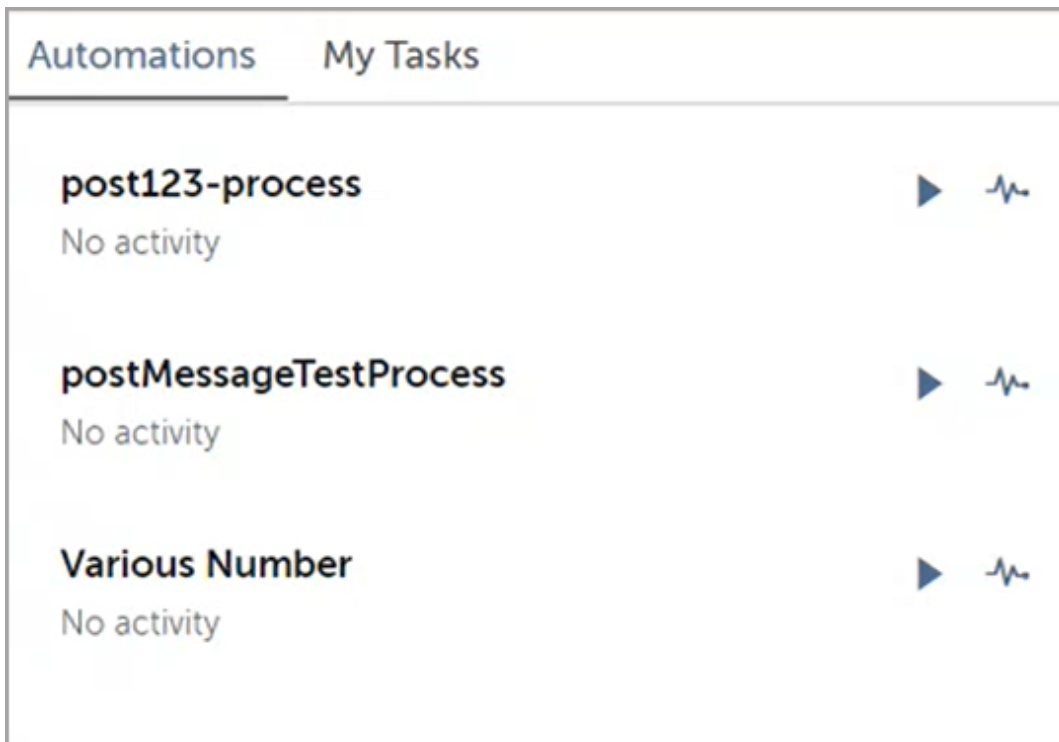 Automations My Tasks
post123-process
No activity
postMessageTestProcess
No activity
Various Number
No activity